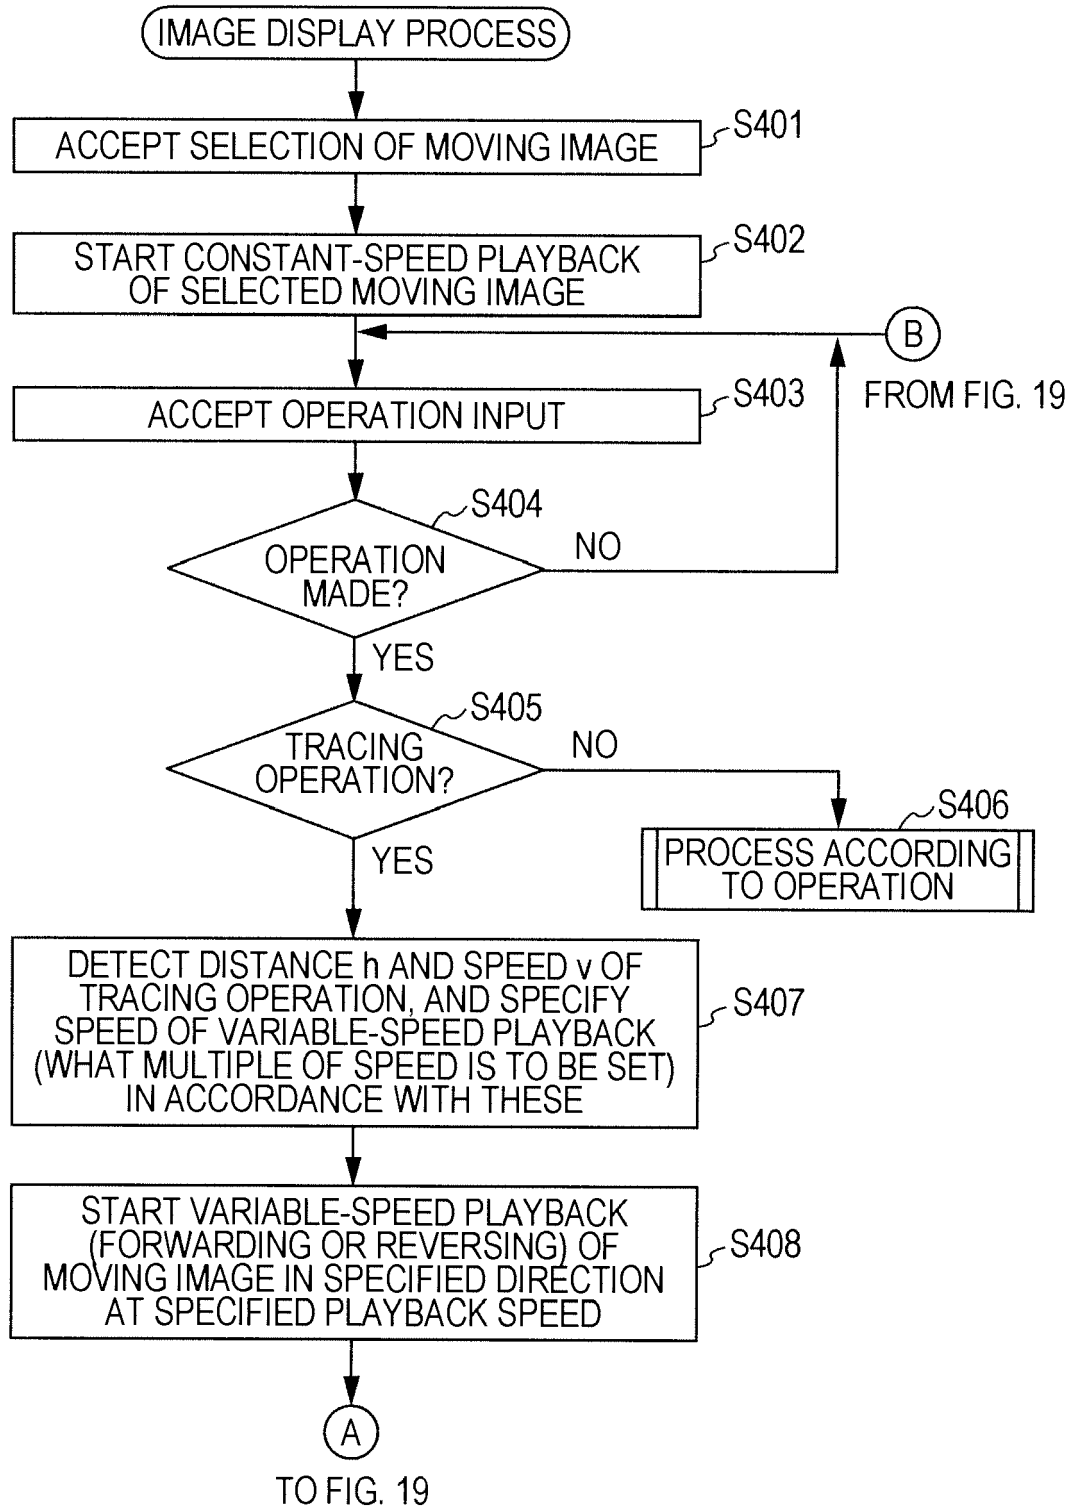 IMAGE DISPLAY PROCESS
S401
ACCEPT SELECTION OF MOVING IMAGE
S402
START CONSTANT-SPEED PLAYBACK
OF SELECTED MOVING IMAGE
B
FROM FIG. 19
S403
ACCEPT OPERATION INPUT
S404
OPERATION
MADE?
NO
YES
S405
TRACING
OPERATION?
NO
YES
S406
PROCESS ACCORDING
TO OPERATION
S407
DETECT DISTANCE h AND SPEED v OF
TRACING OPERATION, AND SPECIFY
SPEED OF VARIABLE-SPEED PLAYBACK
(WHAT MULTIPLE OF SPEED IS TO BE SET)
IN ACCORDANCE WITH THESE
S408
START VARIABLE-SPEED PLAYBACK
(FORWARDING OR REVERSING) OF
MOVING IMAGE IN SPECIFIED DIRECTION
AT SPECIFIED PLAYBACK SPEED
A
TO FIG. 19